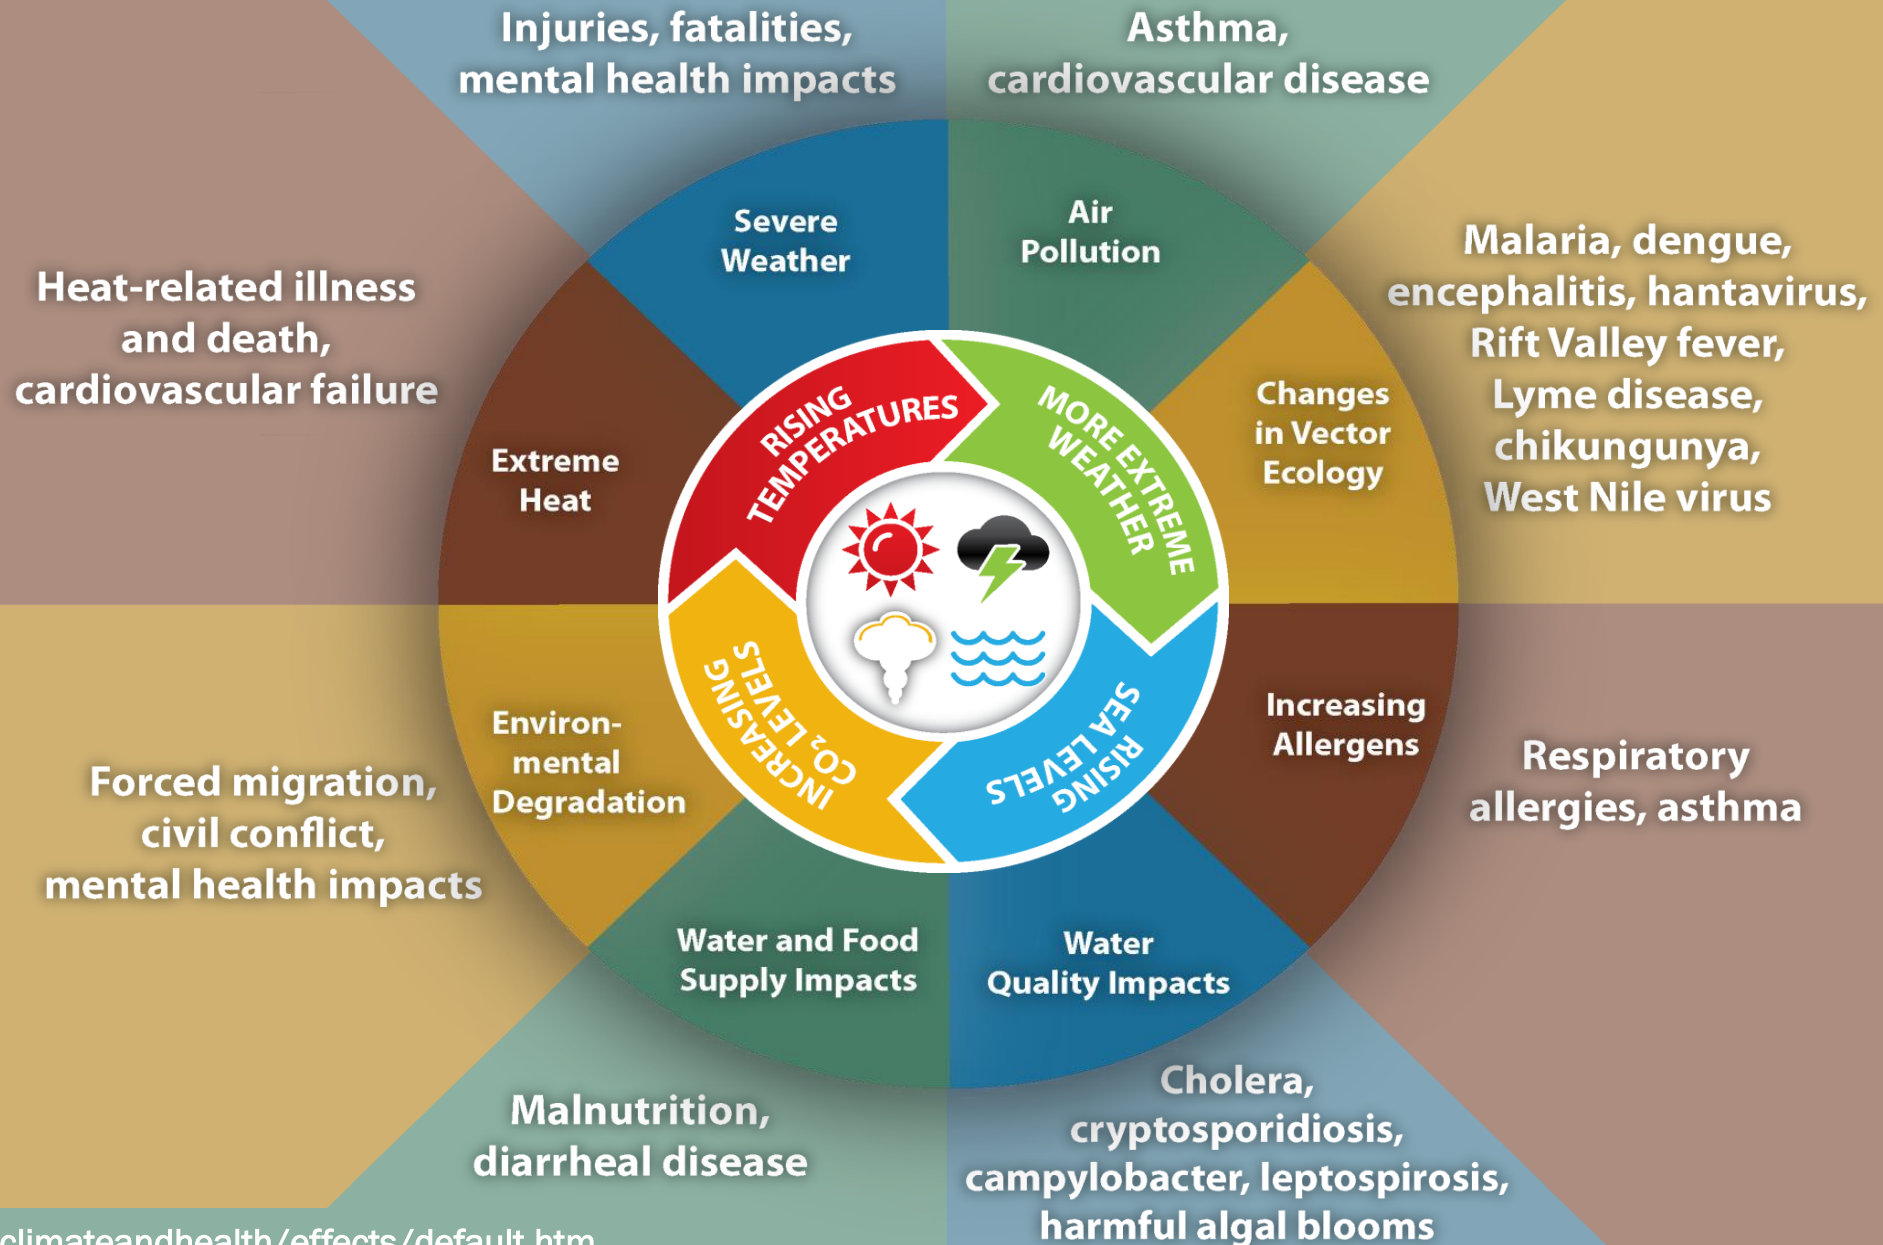 Injuries, fatalities,
mental health impacts
Asthma,
cardiovascular disease
Severe
Weather
Air
Pollution
Heat-related illness
and death,
cardiovascular failure
Extreme
Heat
RISING
TEMPERATURES
MORE EXTREME
WEATHER
Changes
in Vector
Ecology
Malaria, dengue,
encephalitis, hantavirus,
Rift Valley fever,
Lyme disease,
chikungunya,
West Nile virus
Forced migration,
civil conflict,
mental health impacts
Environ-
mental
Degradation
INCREASING
CO₂ LEVELS
RISING
SEA LEVELS
Increasing
Allergens
Respiratory
allergies, asthma
Water and Food
Supply Impacts
Water
Quality Impacts
Malnutrition,
diarrheal disease
Cholera,
cryptosporidiosis,
campylobacter, leptospirosis,
harmful algal blooms
climateandhealth/effects/default.htm